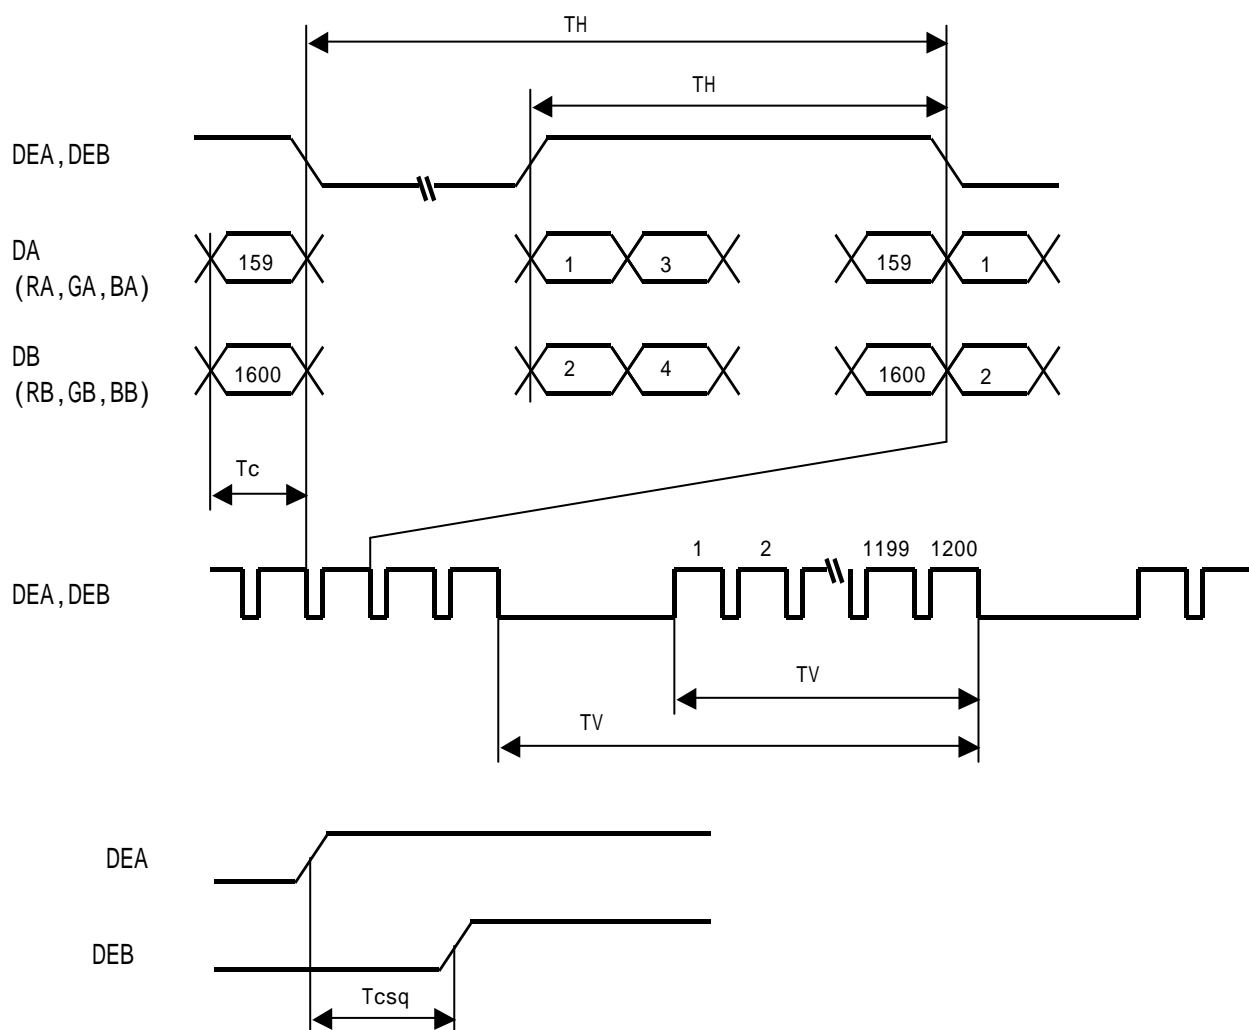 TH
TH
DEA,DEB
DA 159 1 3 159 1
(RA,GA,BA)
DB 1600 2 4 1600 2
(RB,GB,BB)
Tc
1 2 1199 1200
DEA,DEB
TV
TV
DEA
DEB
Tcsq